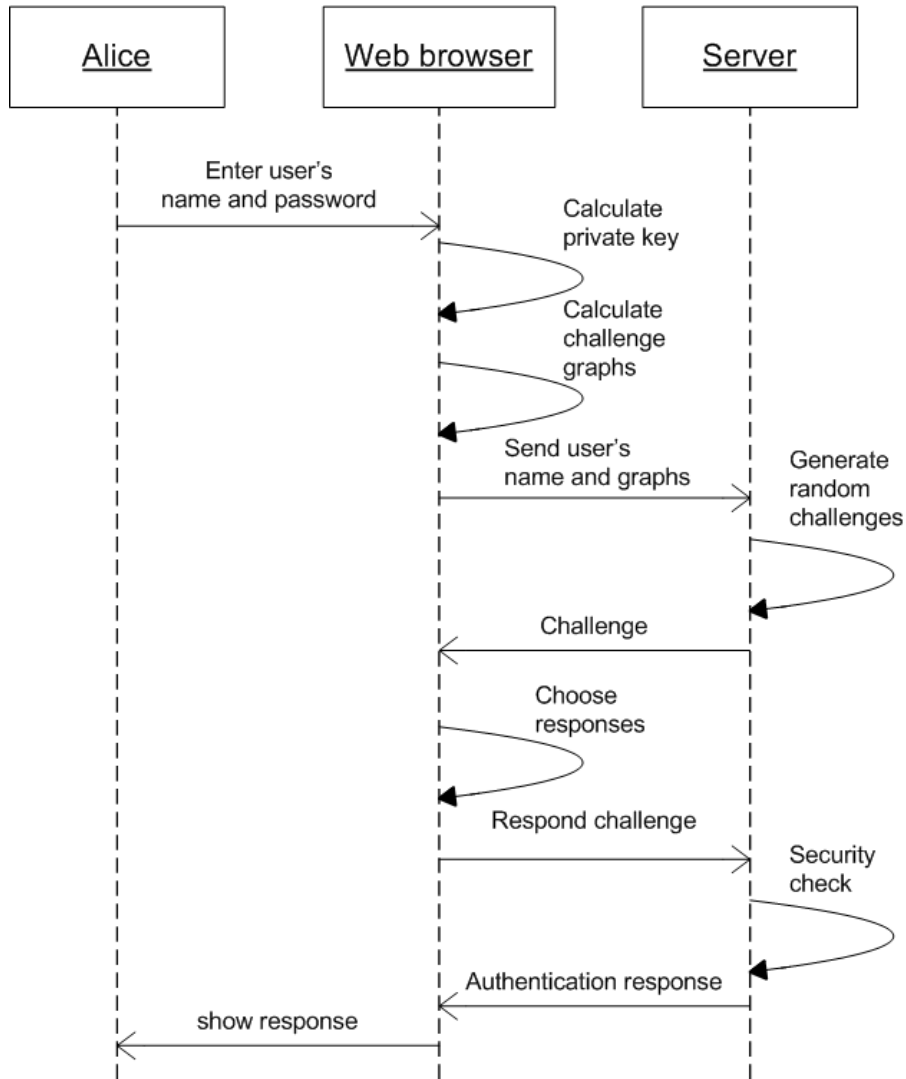 Alice
Web browser
Server
Enter user's
name and password
Calculate
private key
Calculate
challenge
graphs
Send user's
name and graphs
Generate
random
challenges
Challenge
Choose
responses
Respond challenge
Security
check
Authentication response
show response